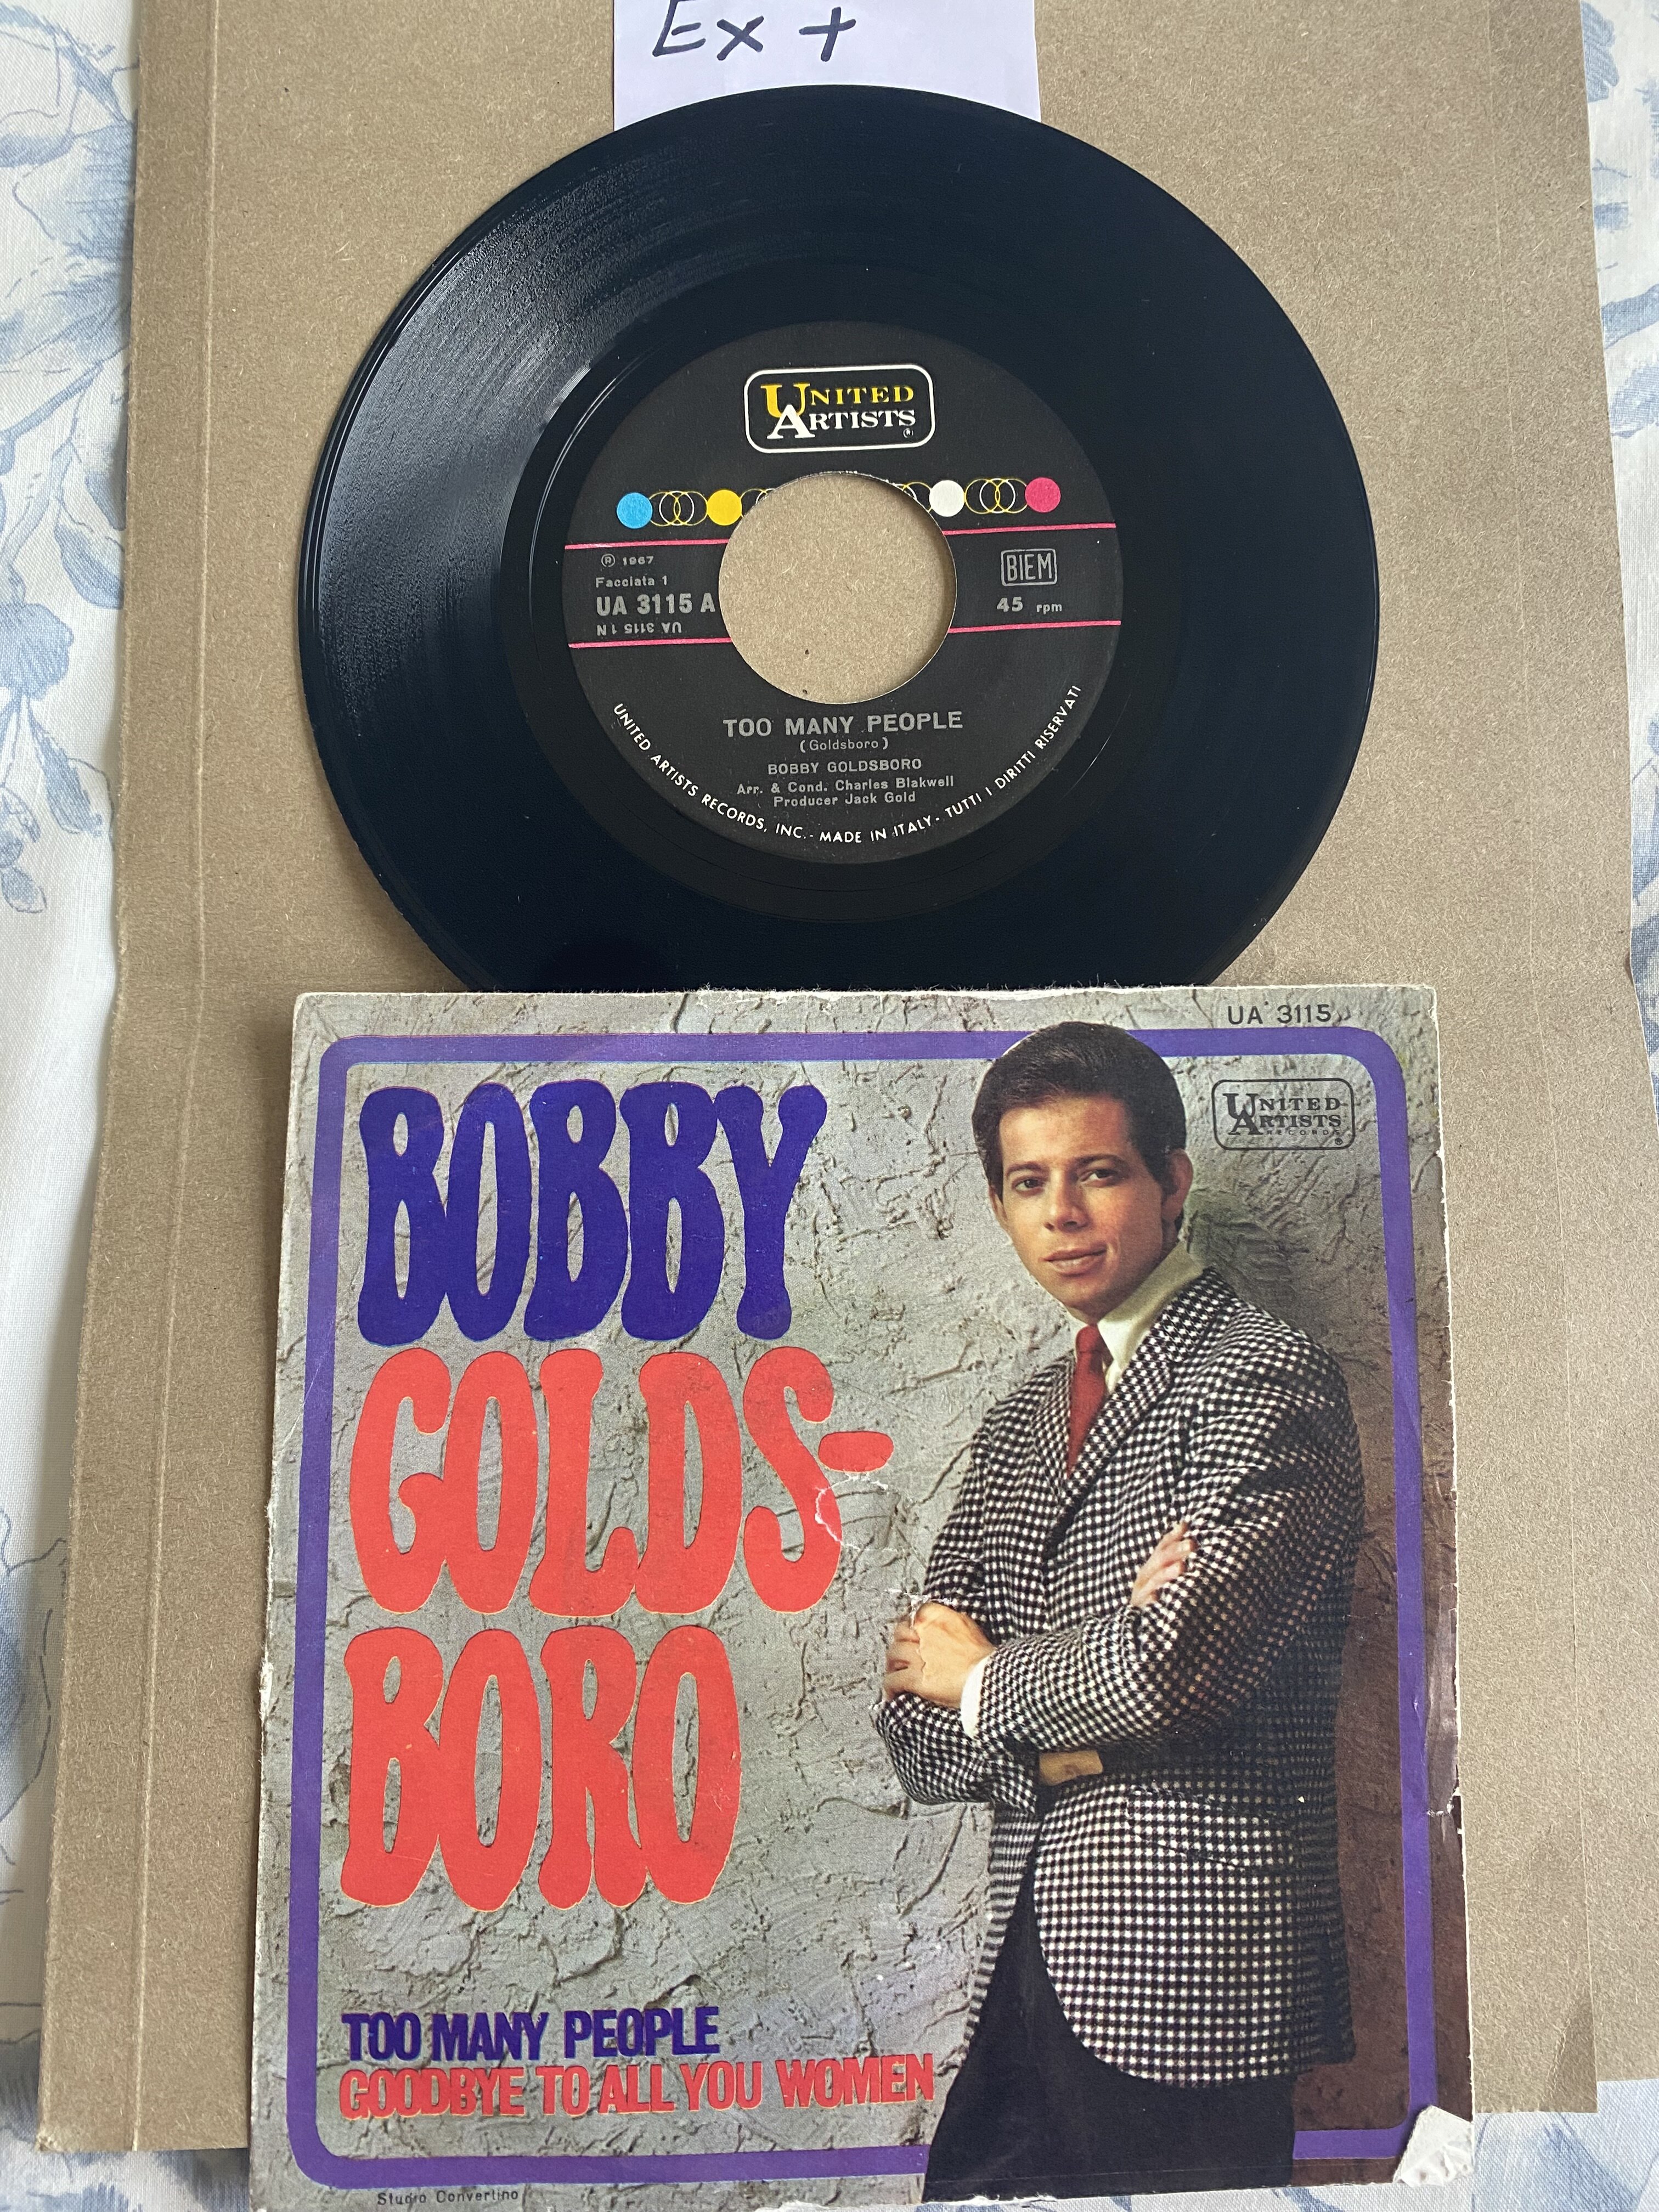 Ex +
UNITED
ARTISTS
®
Ⓟ 1967
Facciata 1
UA 3115 A
UA 3115 1 N
BIEM
45 rpm
TOO MANY PEOPLE
(Goldsboro)
BOBBY GOLDSBORO
Arr. & Cond. Charles Blakwell
Producer Jack Gold
UNITED ARTISTS RECORDS, INC. - MADE IN ITALY - TUTTI I DIRITTI RISERVATI
UA 3115
UNITED
ARTISTS
RECORDS
®
BOBBY
GOLDS-
BORO
TOO MANY PEOPLE
GOODBYE TO ALL YOU WOMEN
Studio Convertino